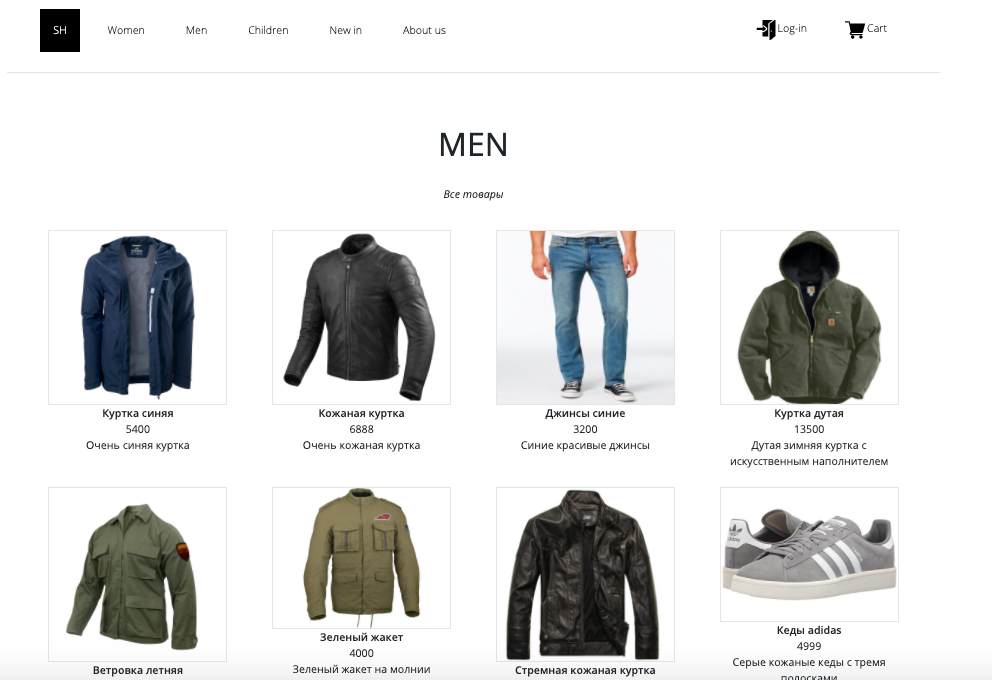 SH
Women
Men
Children
New in
About us
Log-in
Cart
MEN
Все товары
Куртка синяя
5400
Очень синяя куртка
Кожаная куртка
6888
Очень кожаная куртка
Джинсы синие
3200
Синие красивые джинсы
Куртка дутая
13500
Дутая зимняя куртка с
искусственным наполнителем
Ветровка летняя
Зеленый жакет
4000
Зеленый жакет на молнии
Стремная кожаная куртка
Кеды adidas
4999
Серые кожаные кеды с тремя
полосками